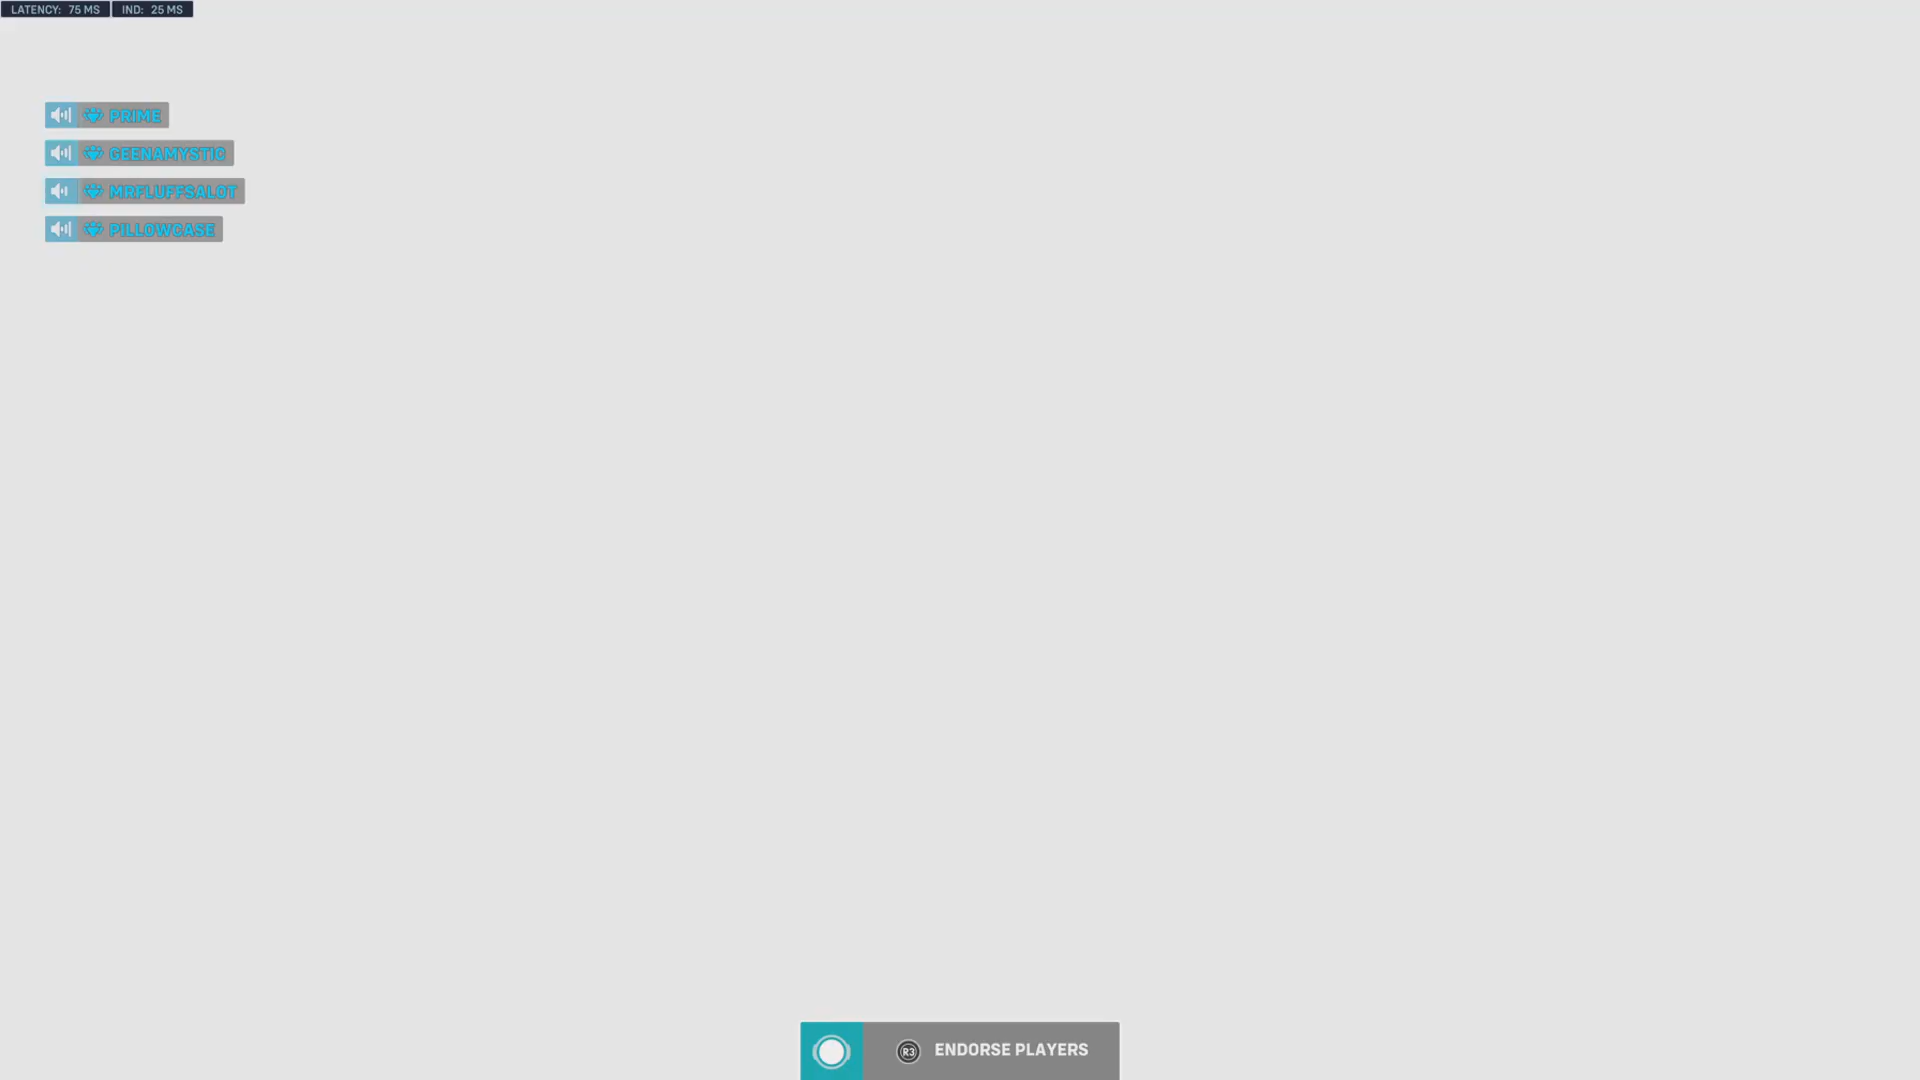 LATENCY: 75 MS IND: 25 MS
PRIME
GEENAMYSTIC
MRFLUFFSALOT
PILLOWCASE
R3 ENDORSE PLAYERS